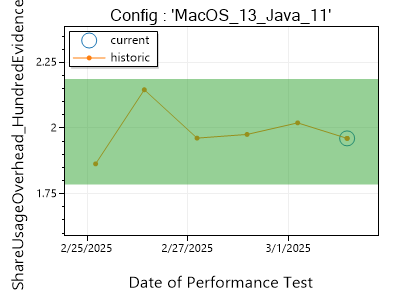 Config : 'MacOS_13_Java_11'
current
historic
ShareUsageOverhead_HundredEvidence
2.25
2
1.75
2/25/2025
2/27/2025
3/1/2025
Date of Performance Test